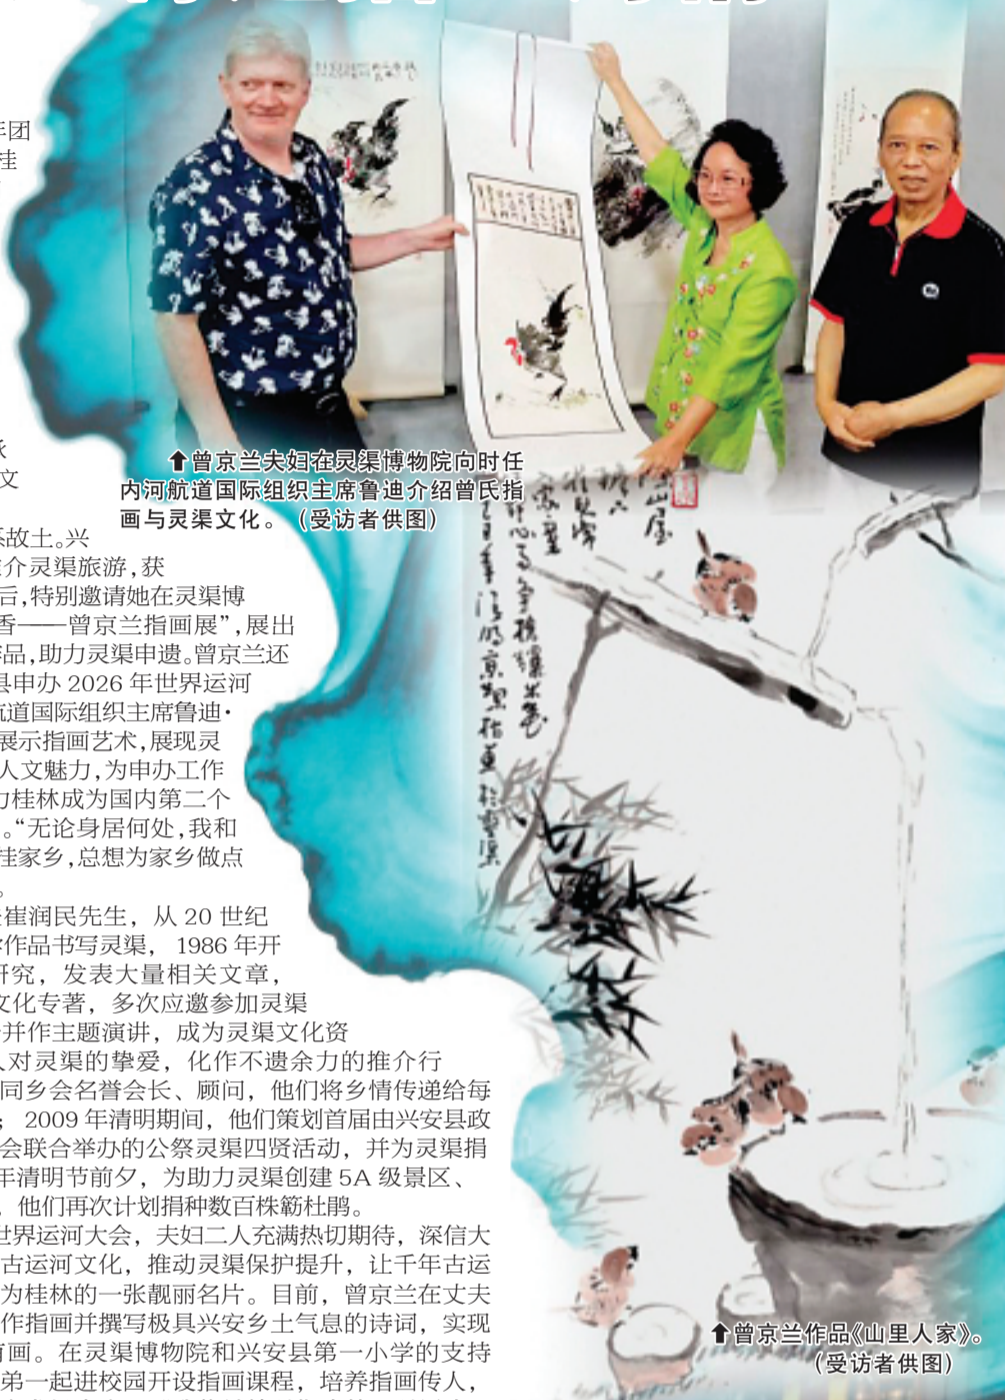 年团
桂
↑曾京兰夫妇在灵渠博物院向时任
内河航道国际组织主席鲁迪介绍曾氏指
画与灵渠文化。（受访者供图）
文
系故土。兴
介灵渠旅游，获
后，特别邀请她在灵渠博
香——曾京兰指画展”，展出
作品，助力灵渠申遗。曾京兰还
县申办 2026 年世界运河
航道国际组织主席鲁迪·
展示指画艺术，展现灵
人文魅力，为申办工作
力桂林成为国内第二个
。“无论身居何处，我和
挂家乡，总想为家乡做点
。
崔润民先生，从 20 世纪
作品书写灵渠， 1986 年开
研究，发表大量相关文章，
文化专著，多次应邀参加灵渠
并作主题演讲，成为灵渠文化资
人对灵渠的挚爱，化作不遗余力的推介行
同乡会名誉会长、顾问，他们将乡情传递给每
； 2009 年清明期间，他们策划首届由兴安县政
会联合举办的公祭灵渠四贤活动，并为灵渠捐
年清明节前夕，为助力灵渠创建 5A 级景区、
，他们再次计划捐种数百株簕杜鹃。
世界运河大会，夫妇二人充满热切期待，深信大
古运河文化，推动灵渠保护提升，让千年古运
为桂林的一张靓丽名片。目前，曾京兰在丈夫
作指画并撰写极具兴安乡土气息的诗词，实现
有画。在灵渠博物院和兴安县第一小学的支持
弟一起进校园开设指画课程，培养指画传人，
↑曾京兰作品《山里人家》。
（受访者供图）